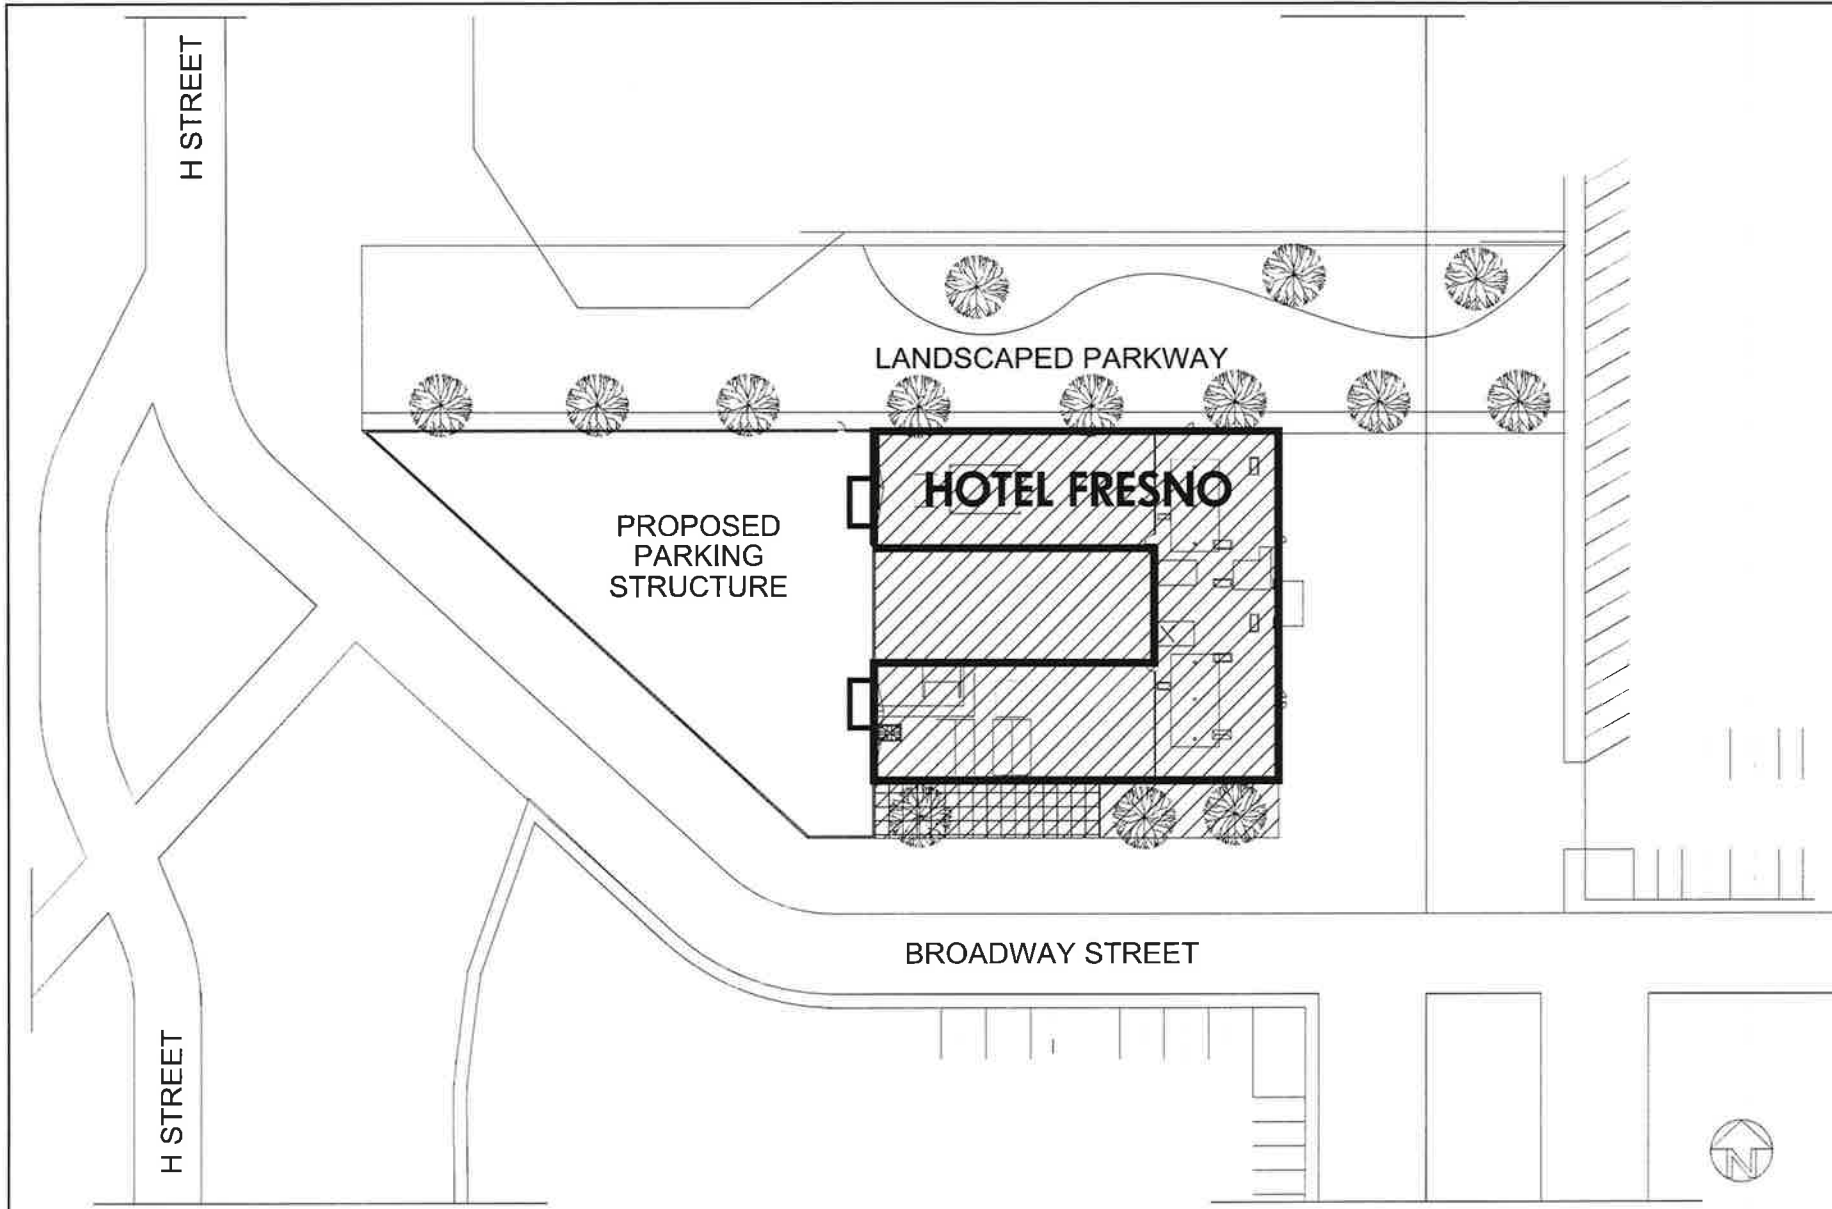 H STREET
LANDSCAPED PARKWAY
HOTEL FRESNO
PROPOSED
PARKING
STRUCTURE
BROADWAY STREET
H STREET
N